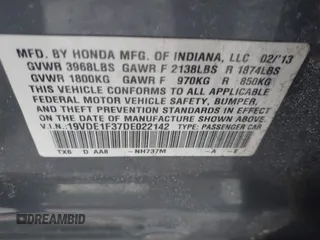 MFD. BY HONDA MFG. OF INDIANA, LLC 02/'13
GVWR 3968LBS GAWR F 2138LBS R 1874LBS
GVWR 1800KG GAWR F 970KG R 850KG
THIS VEHICLE CONFORMS TO ALL APPLICABLE
FEDERAL MOTOR VEHICLE SAFETY, BUMPER,
AND THEFT PREVENTION STANDARDS IN EFFECT
ON THE DATE OF MANUFACTURE SHOWN ABOVE.
V.I.N.:19VDE1F37DE022142 PASSENGER CAR
TX6 D AA8 NH737M A
DREAMBID